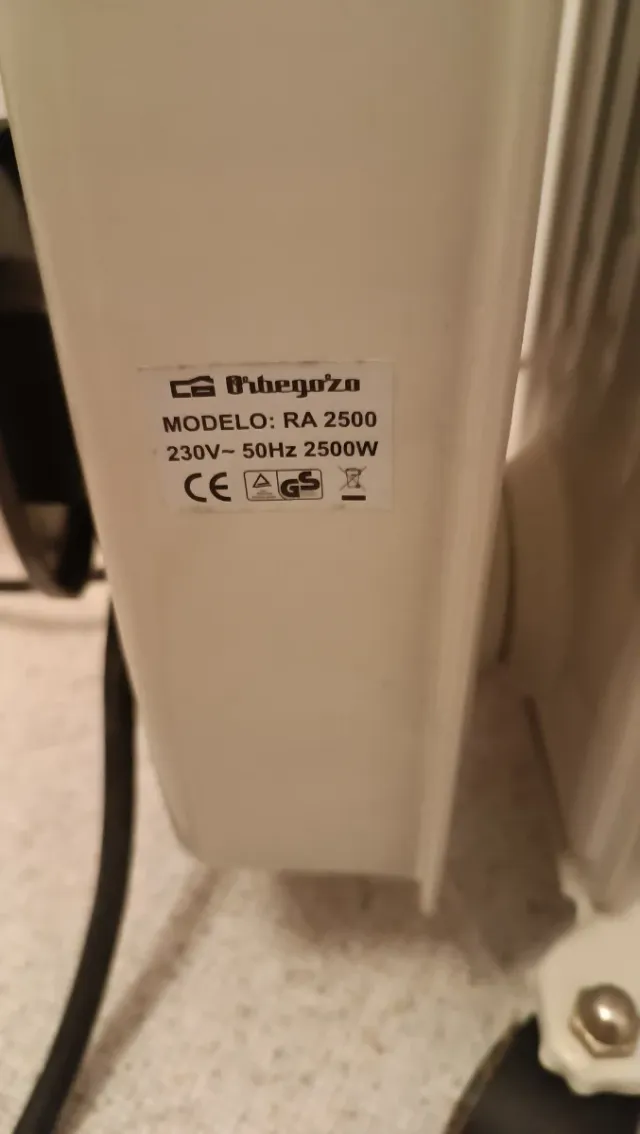 Orbegozo
MODELO: RA 2500
230V~ 50Hz 2500W
CE GS